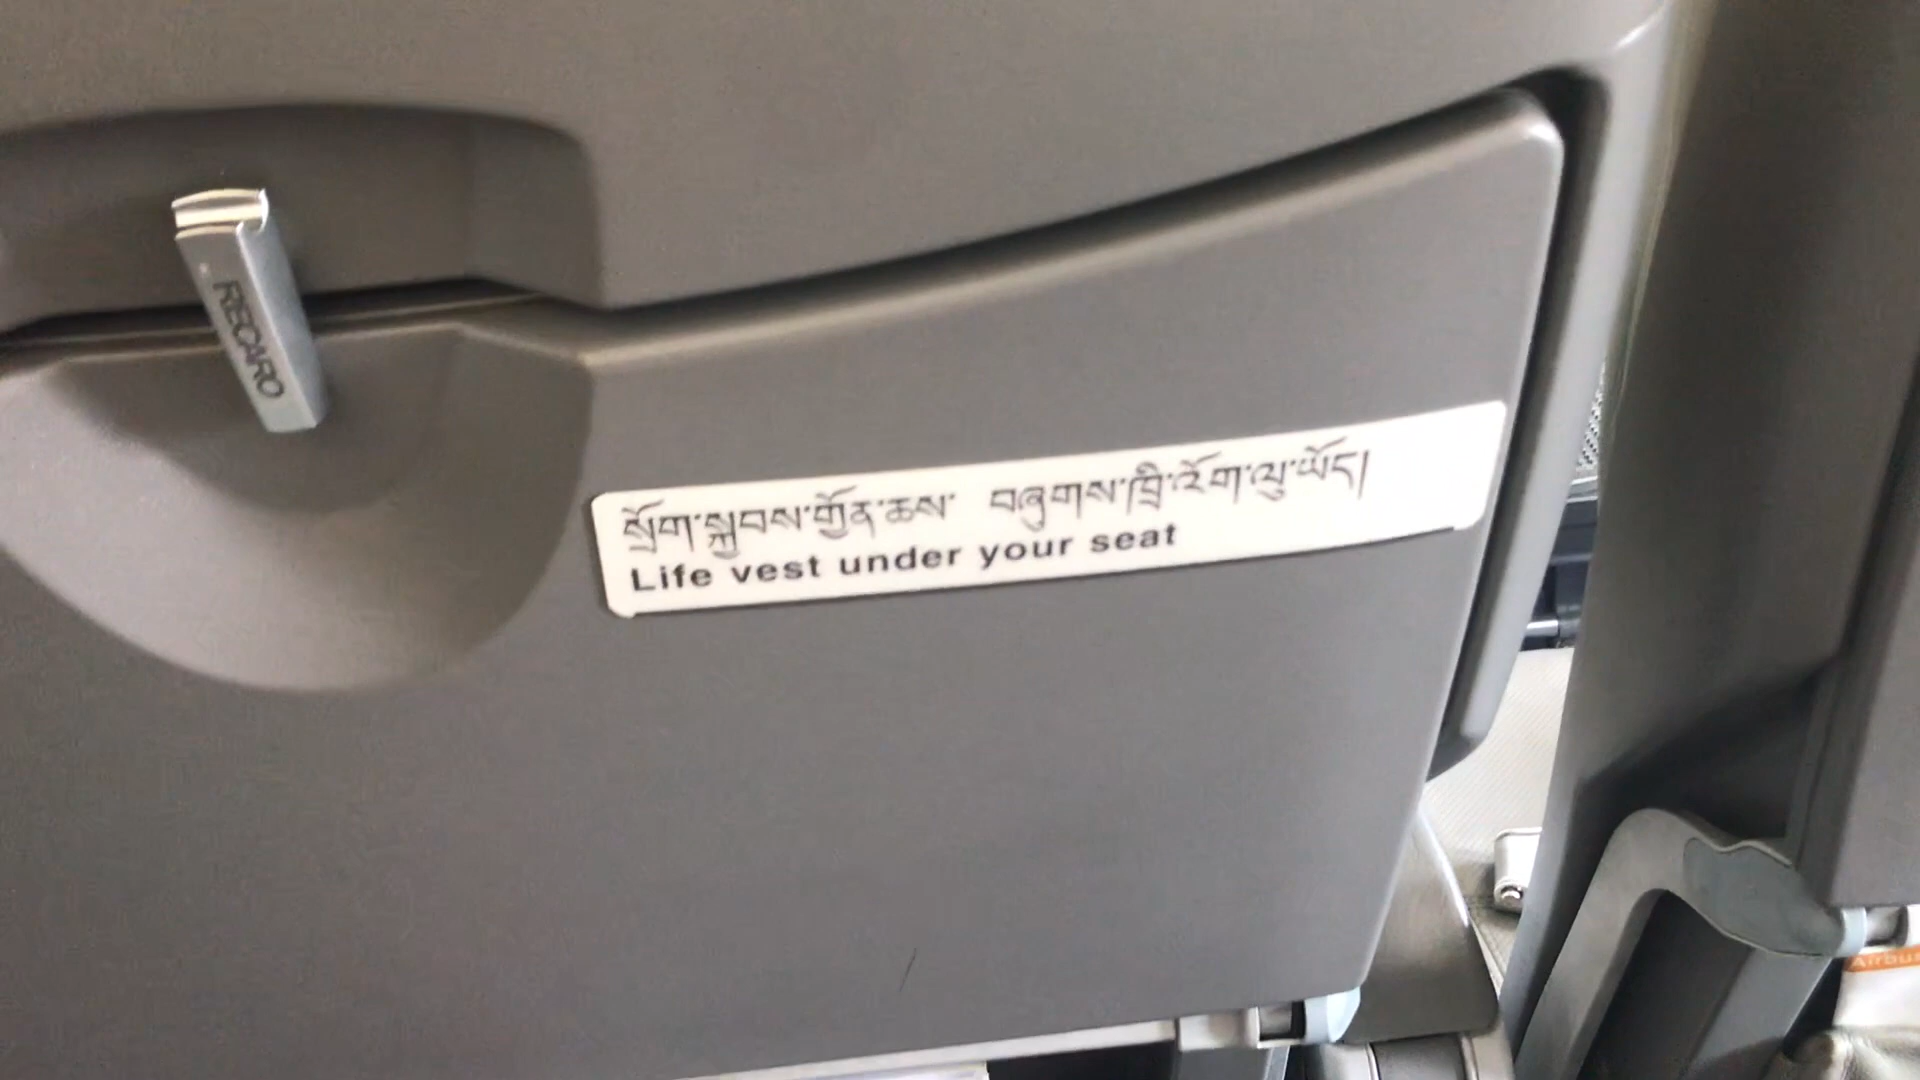 RECARO
སྲོག་སྐྱབས་གྱོན་ཆས་ བཞུགས་ཁྲི་འོག་ལུ་ཡོད།
Life vest under your seat